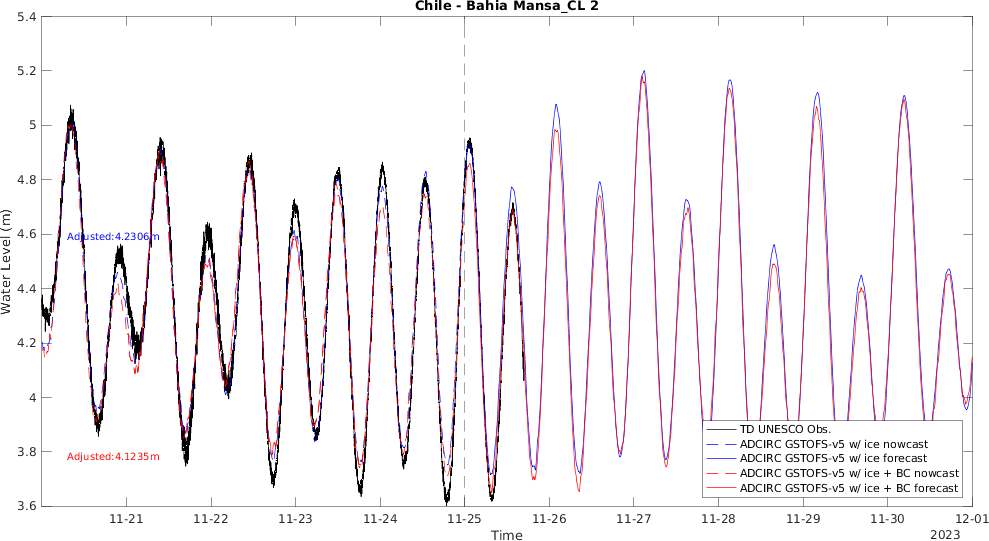 Chile - Bahia Mansa_CL 2
5.4
5.2
5
4.8
4.6
4.4
4.2
4
3.8
3.6
Water Level (m)
Adjusted:4.2306m
Adjusted:4.1235m
TD UNESCO Obs.
ADCIRC GSTOFS-v5 w/ ice nowcast
ADCIRC GSTOFS-v5 w/ ice forecast
ADCIRC GSTOFS-v5 w/ ice + BC nowcast
ADCIRC GSTOFS-v5 w/ ice + BC forecast
11-21
11-22
11-23
11-24
11-25
11-26
11-27
11-28
11-29
11-30
12-01
Time
2023